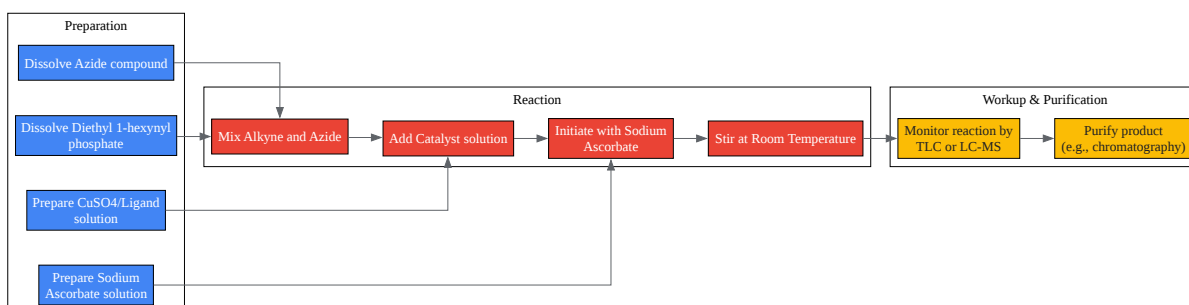 Preparation
Dissolve Azide compound
Dissolve Diethyl 1-hexynyl
phosphate
Prepare CuSO4/Ligand
solution
Prepare Sodium
Ascorbate solution
Reaction
Mix Alkyne and Azide
Add Catalyst solution
Initiate with Sodium
Ascorbate
Stir at Room Temperature
Workup & Purification
Monitor reaction by
TLC or LC-MS
Purify product
(e.g., chromatography)